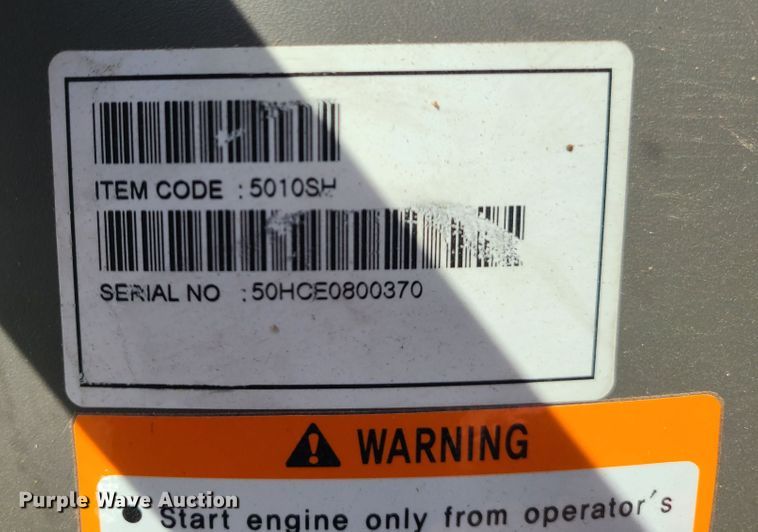 ITEM CODE : 5010SH
SERIAL NO : 50HCE0800370
WARNING
Purple Wave Auction
• Start engine only from operator's